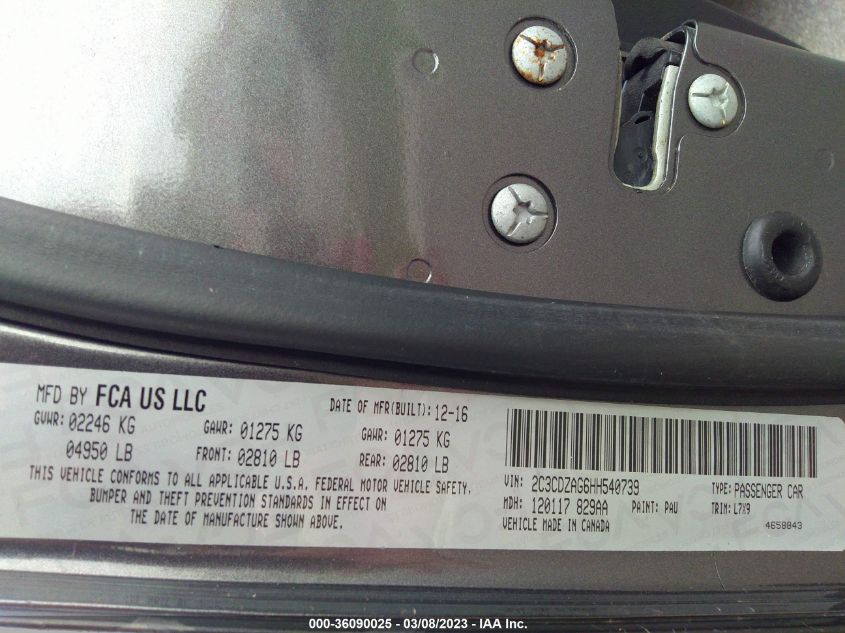 MFD BY FCA US LLC
DATE OF MFR(BUILT): 12-16
GVWR: 02246 KG
GAWR: 01275 KG
GAWR: 01275 KG
04950 LB
FRONT: 02810 LB
REAR: 02810 LB
THIS VEHICLE CONFORMS TO ALL APPLICABLE U.S.A. FEDERAL MOTOR VEHICLE SAFETY,
BUMPER AND THEFT PREVENTION STANDARDS IN EFFECT ON
THE DATE OF MANUFACTURE SHOWN ABOVE.
VIN: 2C3CDZAG6HH540739
TYPE: PASSENGER CAR
MDH: 120117 829AA
PAINT: PAU
TRIM: L7X9
VEHICLE MADE IN CANADA
4658843
000-36090025 - 03/08/2023 - IAA Inc.